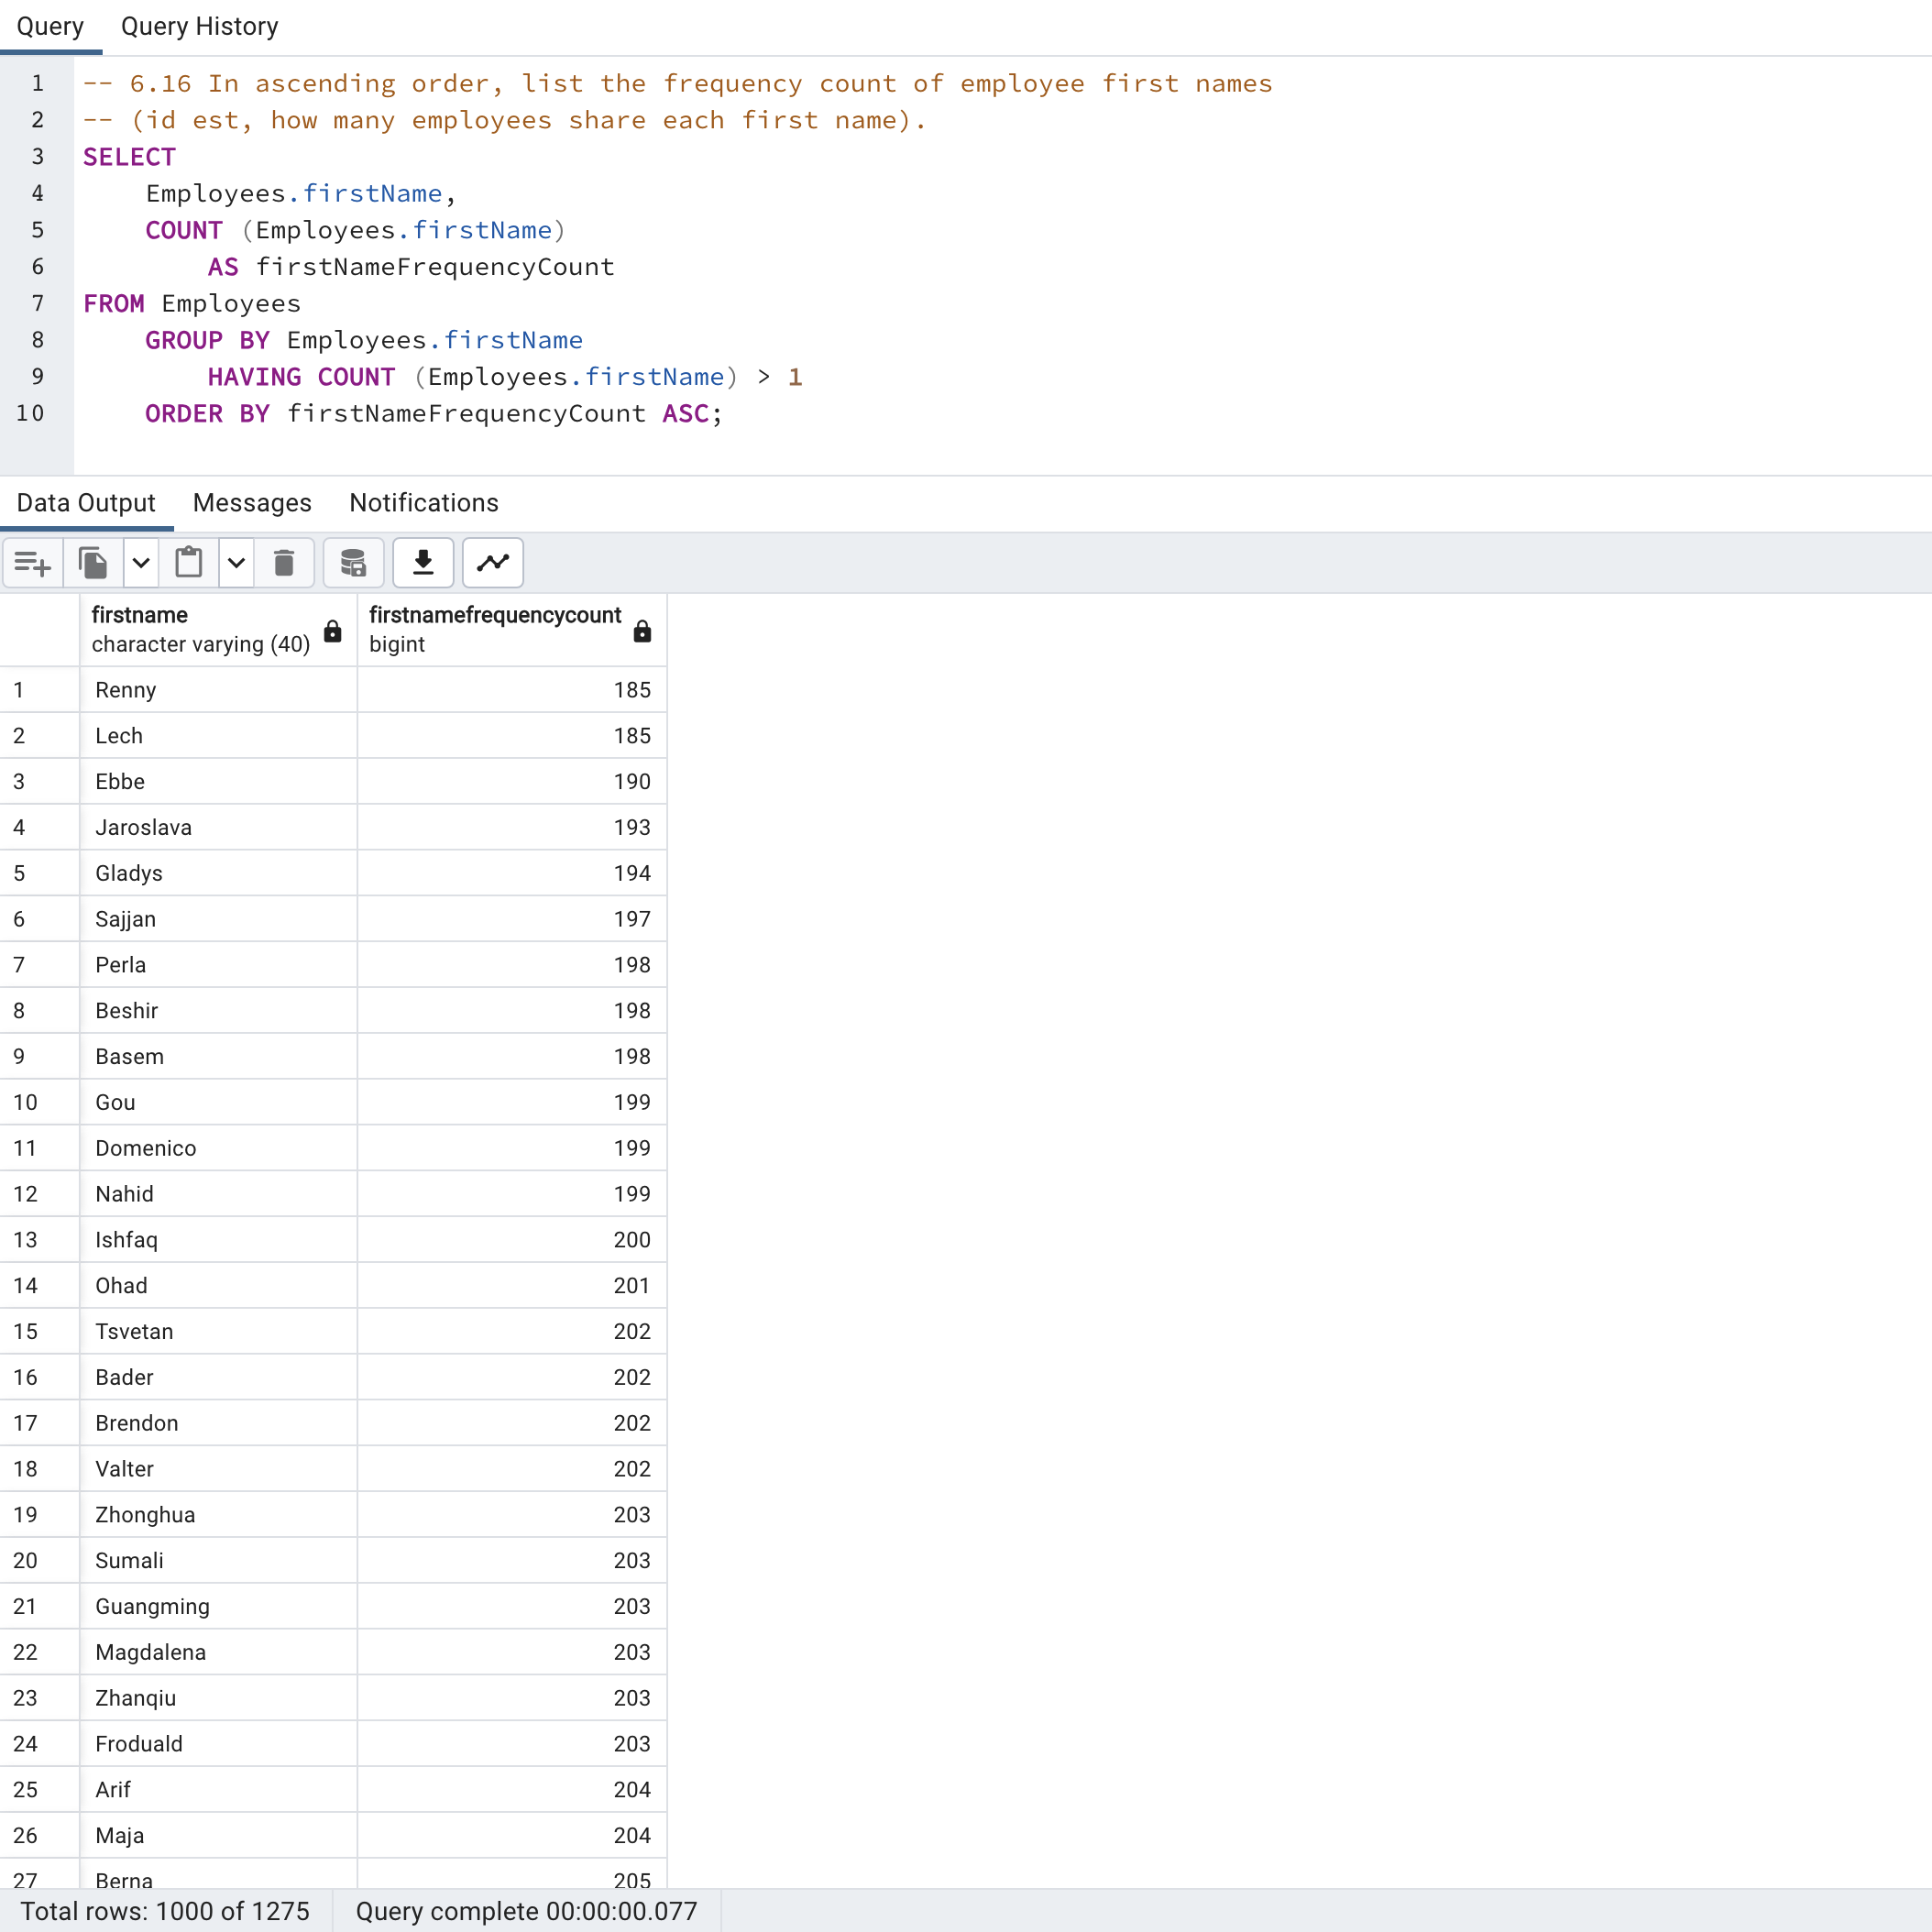 Query Query History
1 -- 6.16 In ascending order, list the frequency count of employee first names
2 -- (id est, how many employees share each first name).
3 SELECT
4 Employees.firstName,
5 COUNT (Employees.firstName)
6 AS firstNameFrequencyCount
7 FROM Employees
8 GROUP BY Employees.firstName
9 HAVING COUNT (Employees.firstName) > 1
10 ORDER BY firstNameFrequencyCount ASC;
Data Output Messages Notifications
firstname firstnamefrequencycount
character varying (40) bigint
1 Renny 185
2 Lech 185
3 Ebbe 190
4 Jaroslava 193
5 Gladys 194
6 Sajjan 197
7 Perla 198
8 Beshir 198
9 Basem 198
10 Gou 199
11 Domenico 199
12 Nahid 199
13 Ishfaq 200
14 Ohad 201
15 Tsvetan 202
16 Bader 202
17 Brendon 202
18 Valter 202
19 Zhonghua 203
20 Sumali 203
21 Guangming 203
22 Magdalena 203
23 Zhanqiu 203
24 Froduald 203
25 Arif 204
26 Maja 204
27 Berna 205
Total rows: 1000 of 1275 Query complete 00:00:00.077